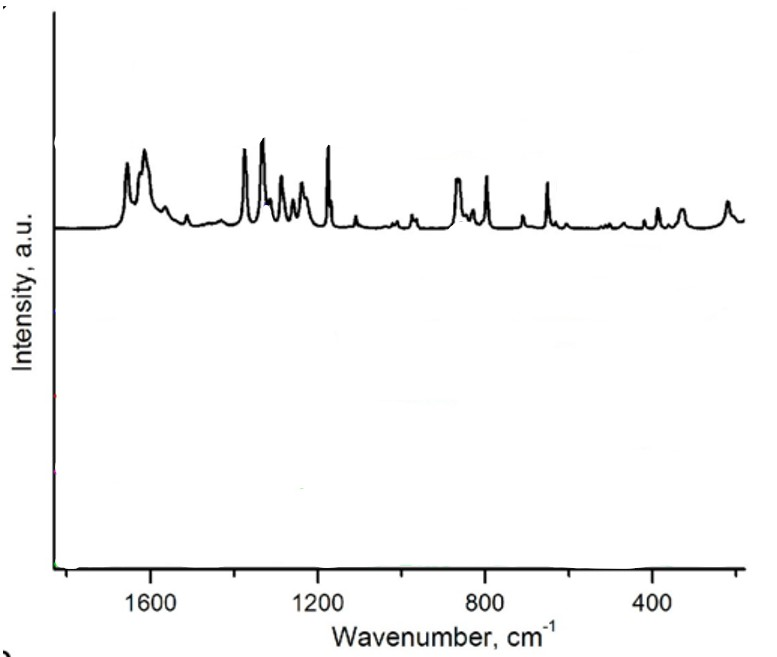 Intensity, a.u.
1600 1200 800 400
Wavenumber, cm-1